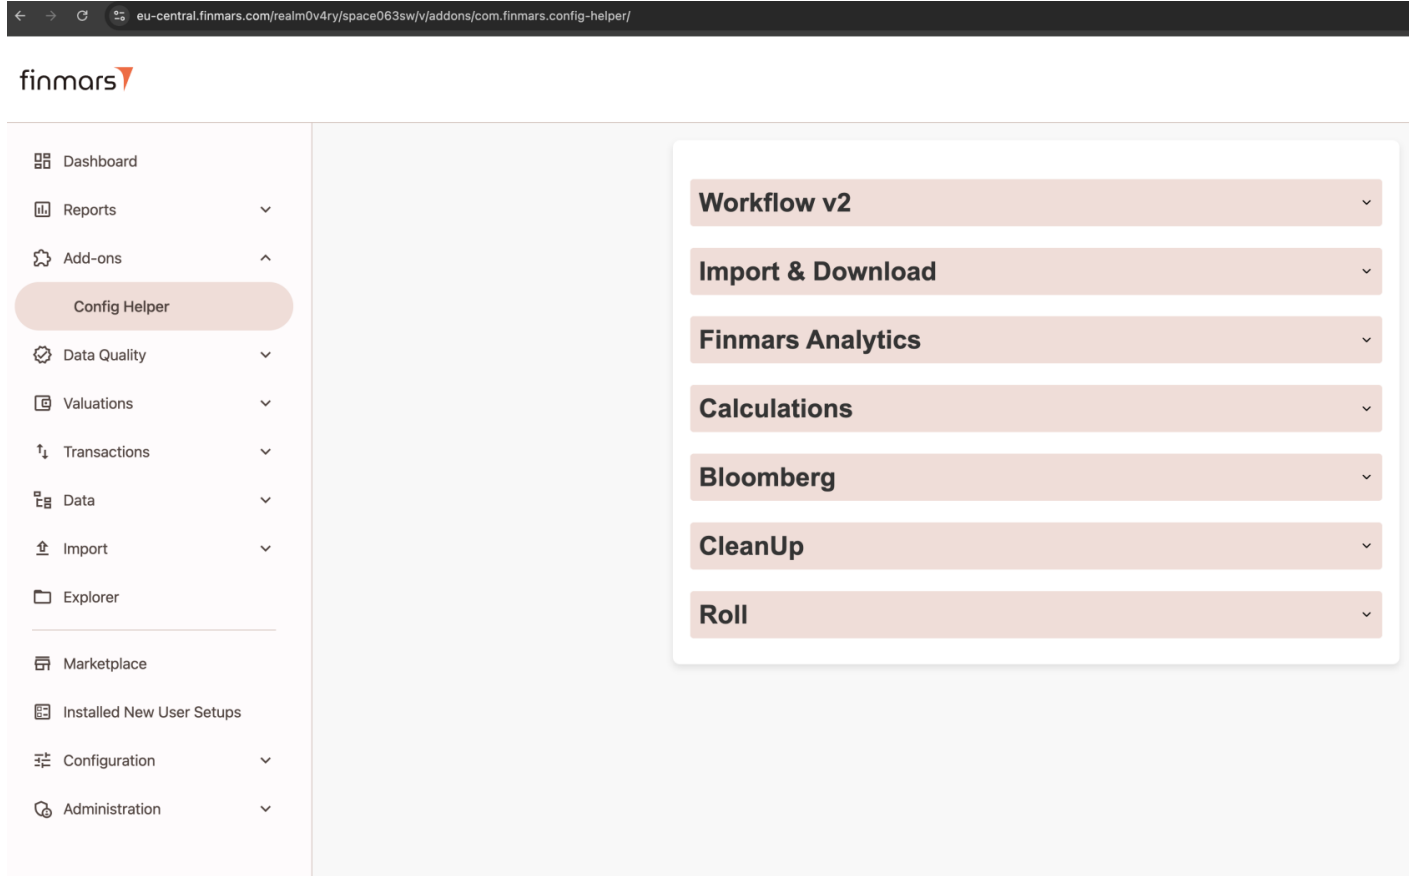 eu-central.finmars.com/realm0v4ry/space063sw/v/addons/com.finmars.config-helper/
finmars
Dashboard
Reports
Add-ons
Config Helper
Data Quality
Valuations
Transactions
Data
Import
Explorer
Marketplace
Installed New User Setups
Configuration
Administration
Workflow v2
Import & Download
Finmars Analytics
Calculations
Bloomberg
CleanUp
Roll